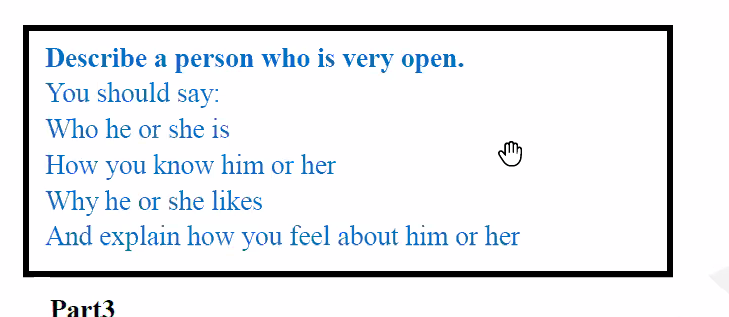 Describe a person who is very open.
You should say:
Who he or she is
How you know him or her
Why he or she likes
And explain how you feel about him or her
Part3